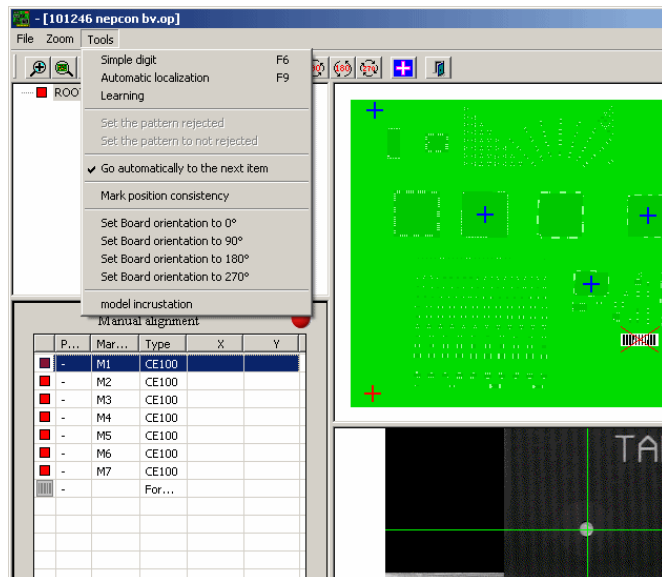 - [101246 nepcon bv.op]
File Zoom Tools
Simple digit F6
Automatic localization F9
Learning
Set the pattern rejected
Set the pattern to not rejected
Go automatically to the next item
Mark position consistency
Set Board orientation to 0°
Set Board orientation to 90°
Set Board orientation to 180°
Set Board orientation to 270°
model incrustation
180 270
Manual alignment
P... Mar... Type X Y
- M1 CE100
- M2 CE100
- M3 CE100
- M4 CE100
- M5 CE100
- M6 CE100
- M7 CE100
- For...